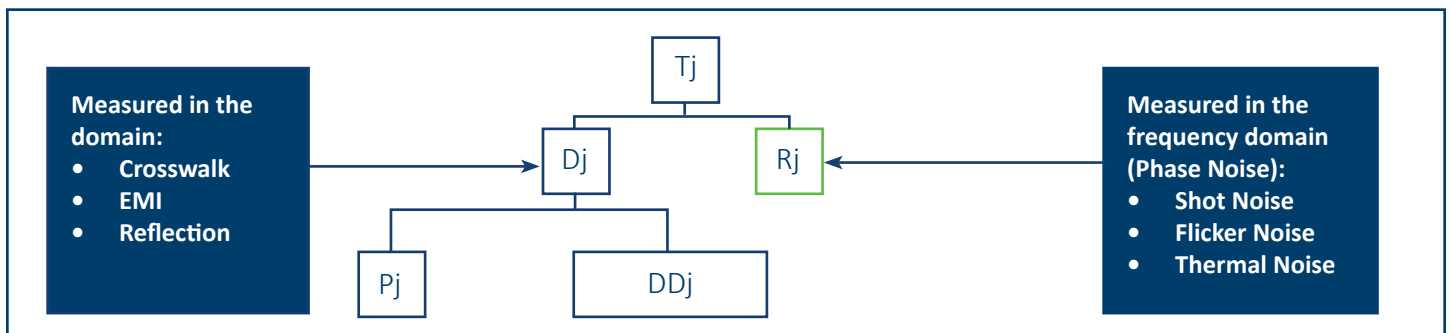 Measured in the
domain:
• Crosswalk
• EMI
• Reflection
Tj
Dj
Rj
Pj
DDj
Measured in the
frequency domain
(Phase Noise):
• Shot Noise
• Flicker Noise
• Thermal Noise